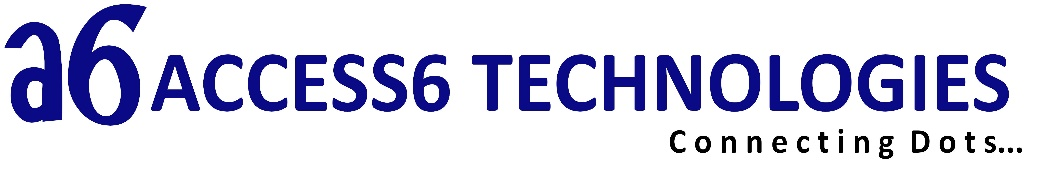 a6 ACCESS6 TECHNOLOGIES
Connecting Dots...